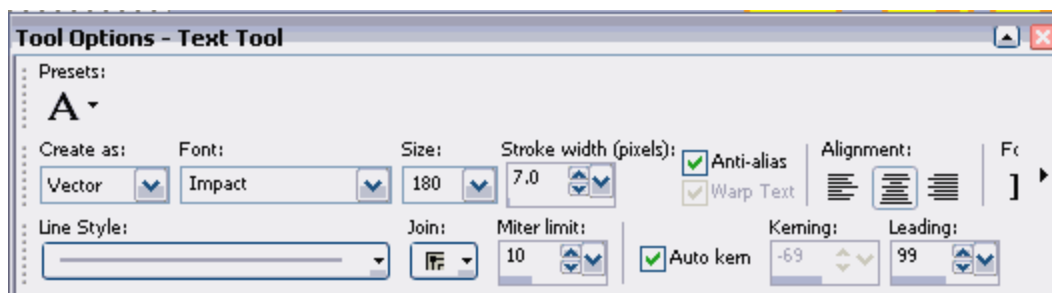 Tool Options - Text Tool
Presets:
A
Create as: Font: Size: Stroke width (pixels): Anti-alias Alignment:
Vector Impact 180 7.0 Warp Text
Line Style: Join: Miter limit: Kerning: Leading:
10 Auto kern -69 99